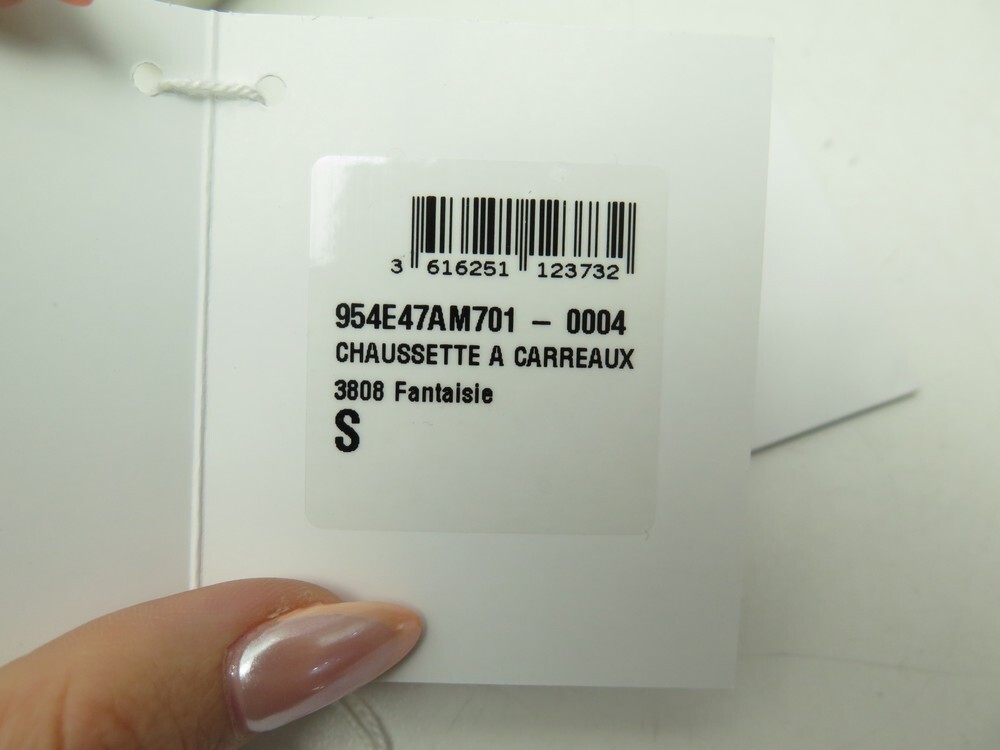 3 616251 123732
954E47AM701 – 0004
CHAUSSETTE A CARREAUX
3808 Fantaisie
S